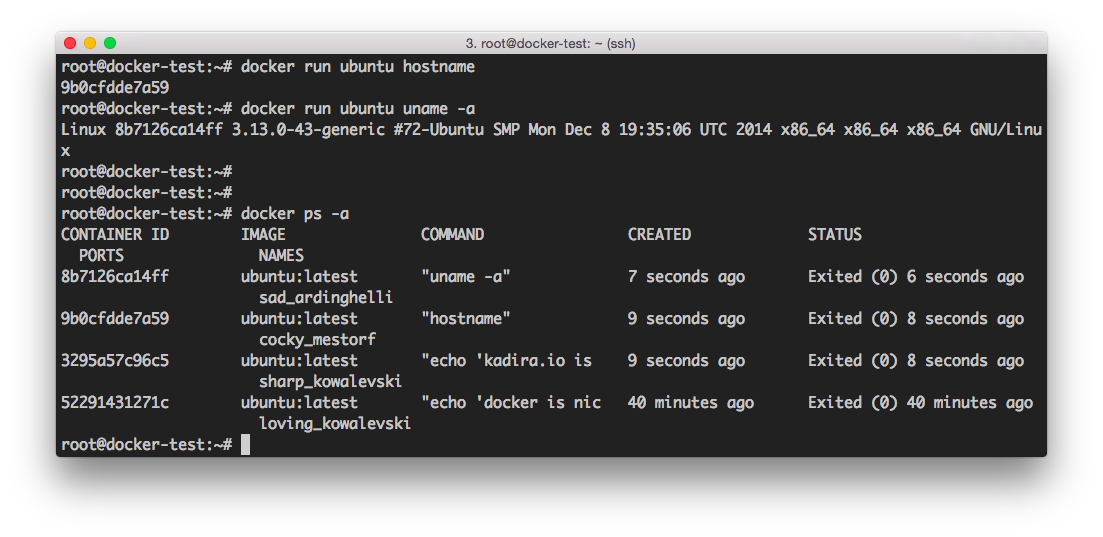 3. root@docker-test: ~ (ssh)
root@docker-test:~# docker run ubuntu hostname
9b0cfdde7a59
root@docker-test:~# docker run ubuntu uname -a
Linux 8b7126ca14ff 3.13.0-43-generic #72-Ubuntu SMP Mon Dec 8 19:35:06 UTC 2014 x86_64 x86_64 x86_64 GNU/Linu
x
root@docker-test:~#
root@docker-test:~#
root@docker-test:~# docker ps -a
CONTAINER ID        IMAGE               COMMAND                CREATED             STATUS
  PORTS               NAMES
8b7126ca14ff        ubuntu:latest       "uname -a"             7 seconds ago       Exited (0) 6 seconds ago
                      sad_ardinghelli
9b0cfdde7a59        ubuntu:latest       "hostname"             9 seconds ago       Exited (0) 8 seconds ago
                      cocky_mestorf
3295a57c96c5        ubuntu:latest       "echo 'kadira.io is    9 seconds ago       Exited (0) 8 seconds ago
                      sharp_kowalevski
52291431271c        ubuntu:latest       "echo 'docker is nic   40 minutes ago      Exited (0) 40 minutes ago
                      loving_kowalevski
root@docker-test:~#